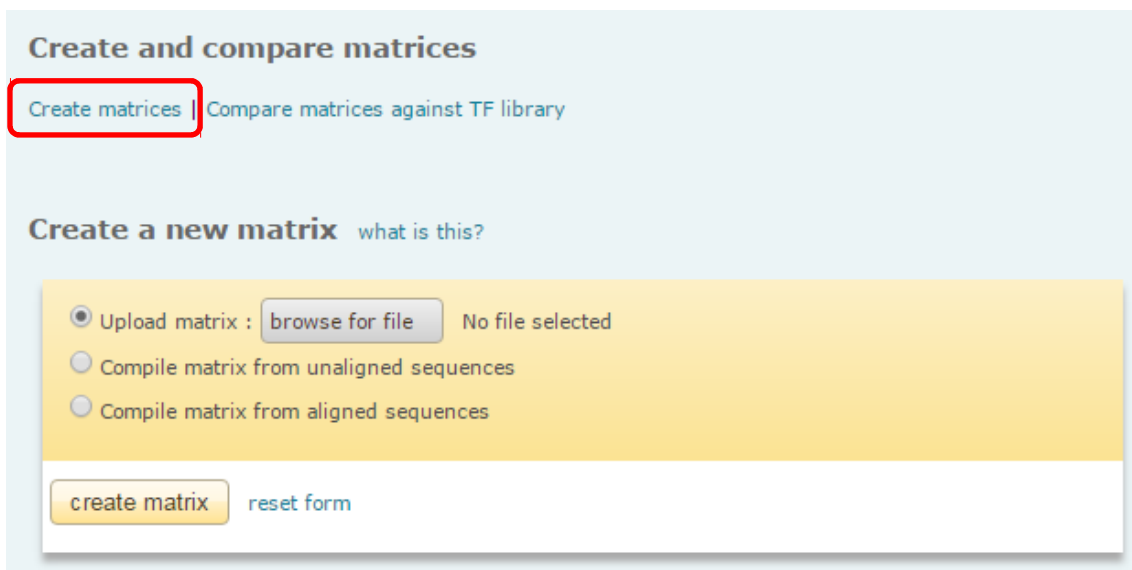 Create and compare matrices
Create matrices | Compare matrices against TF library
Create a new matrix what is this?
Upload matrix : browse for file No file selected
Compile matrix from unaligned sequences
Compile matrix from aligned sequences
create matrix reset form